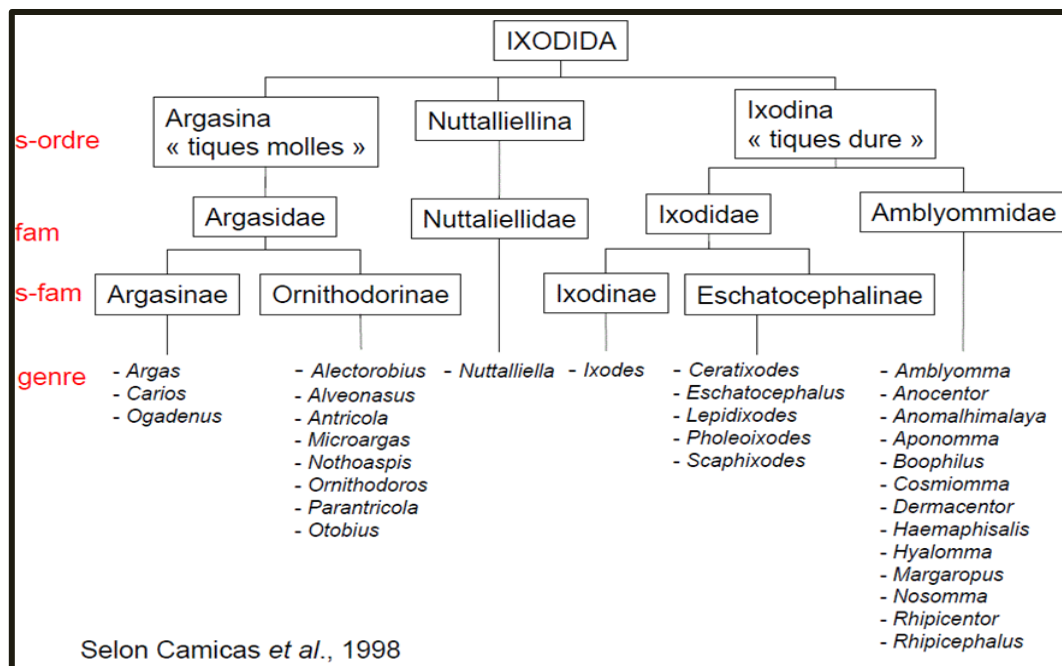 IXODIDA
s-ordre
Argasina
« tiques molles »
Nuttalliellina
Ixodina
« tiques dure »
fam
Argasidae
Nuttaliellidae
Ixodidae
Amblyommidae
s-fam
Argasinae
Ornithodorinae
Ixodinae
Eschatocephalinae
genre
- Argas
- Carios
- Ogadenus
- Alectorobius
- Alveonasus
- Antricola
- Microargas
- Nothoaspis
- Ornithodoros
- Parantricola
- Otobius
- Nuttalliella
- Ixodes
- Ceratixodes
- Eschatocephalus
- Lepidixodes
- Pholeoixodes
- Scaphixodes
- Amblyomma
- Anocentor
- Anomalhimalaya
- Aponomma
- Boophilus
- Cosmiomma
- Dermacentor
- Haemaphisalis
- Hyalomma
- Margaropus
- Nosomma
- Rhipicentor
- Rhipicephalus
Selon Camicas et al., 1998